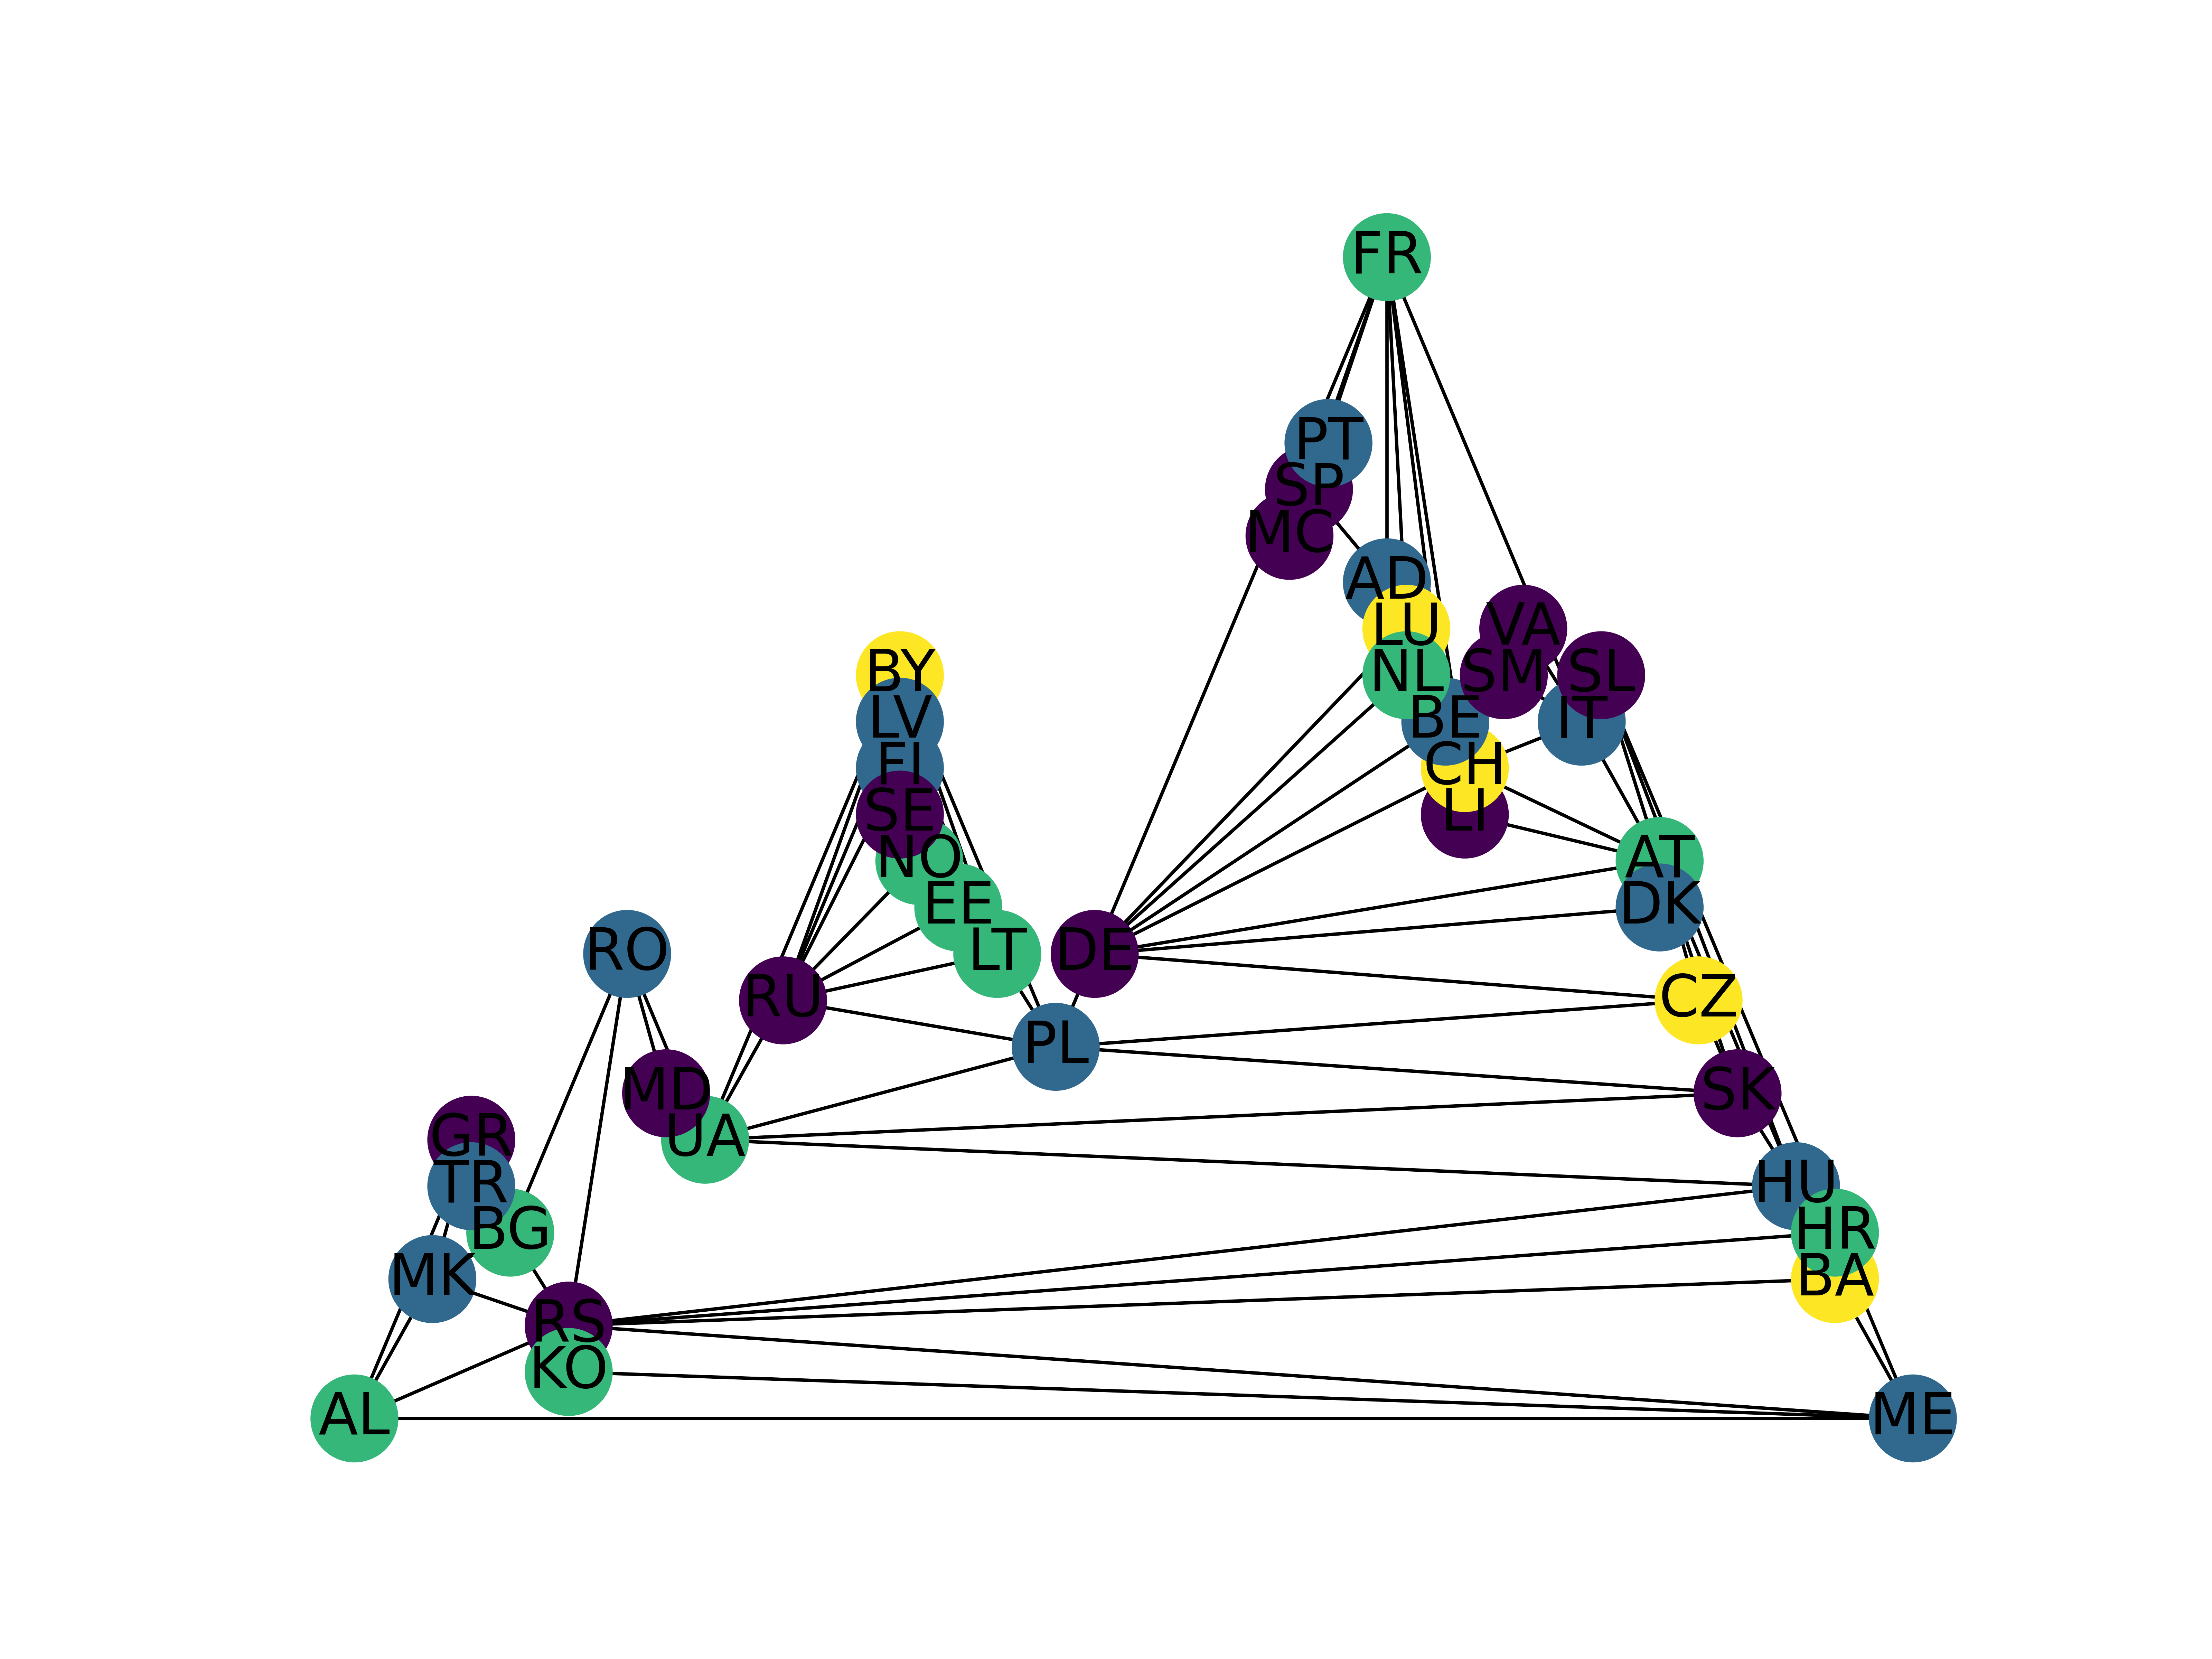 FR
PT
SP
MC
AD
LU
VA
BY
NL
SM
SL
LV
BE
IT
FI
CH
SE
LI
NO
AT
EE
DK
RO
LT
DE
RU
CZ
PL
MD
SK
GR
UA
TR
HU
BG
HR
MK
BA
RS
KO
AL
ME